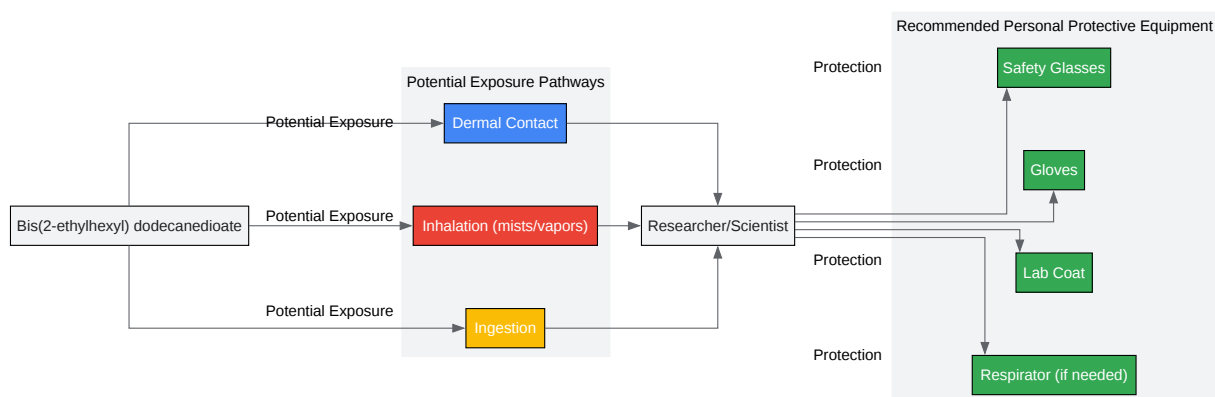 Recommended Personal Protective Equipment
Protection
Safety Glasses
Potential Exposure Pathways
Potential Exposure
Dermal Contact
Protection
Gloves
Bis(2-ethylhexyl) dodecanedioate
Potential Exposure
Inhalation (mists/vapors)
Researcher/Scientist
Protection
Lab Coat
Potential Exposure
Ingestion
Protection
Respirator (if needed)